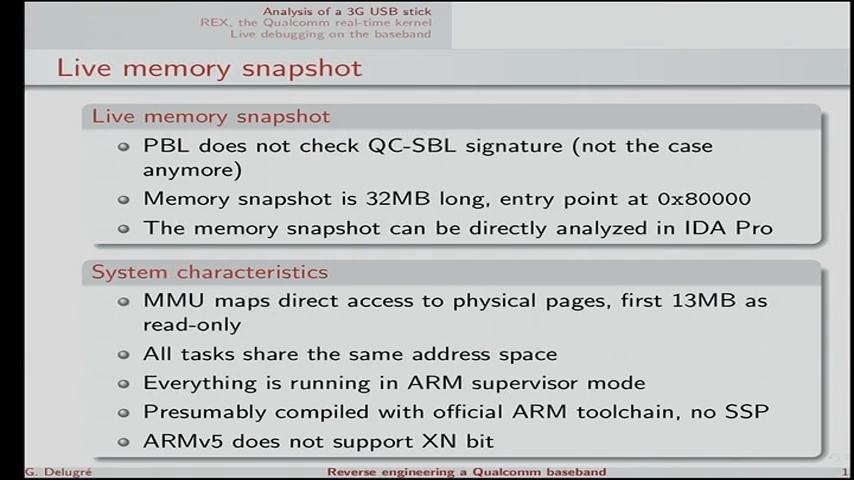 Analysis of a 3G USB stick
REX, the Qualcomm real-time kernel
Live debugging on the baseband
Live memory snapshot
Live memory snapshot
PBL does not check QC-SBL signature (not the case
anymore)
Memory snapshot is 32MB long, entry point at 0x80000
The memory snapshot can be directly analyzed in IDA Pro
System characteristics
MMU maps direct access to physical pages, first 13MB as
read-only
All tasks share the same address space
Everything is running in ARM supervisor mode
Presumably compiled with official ARM toolchain, no SSP
ARMv5 does not support XN bit
G. Delugré
Reverse engineering a Qualcomm baseband